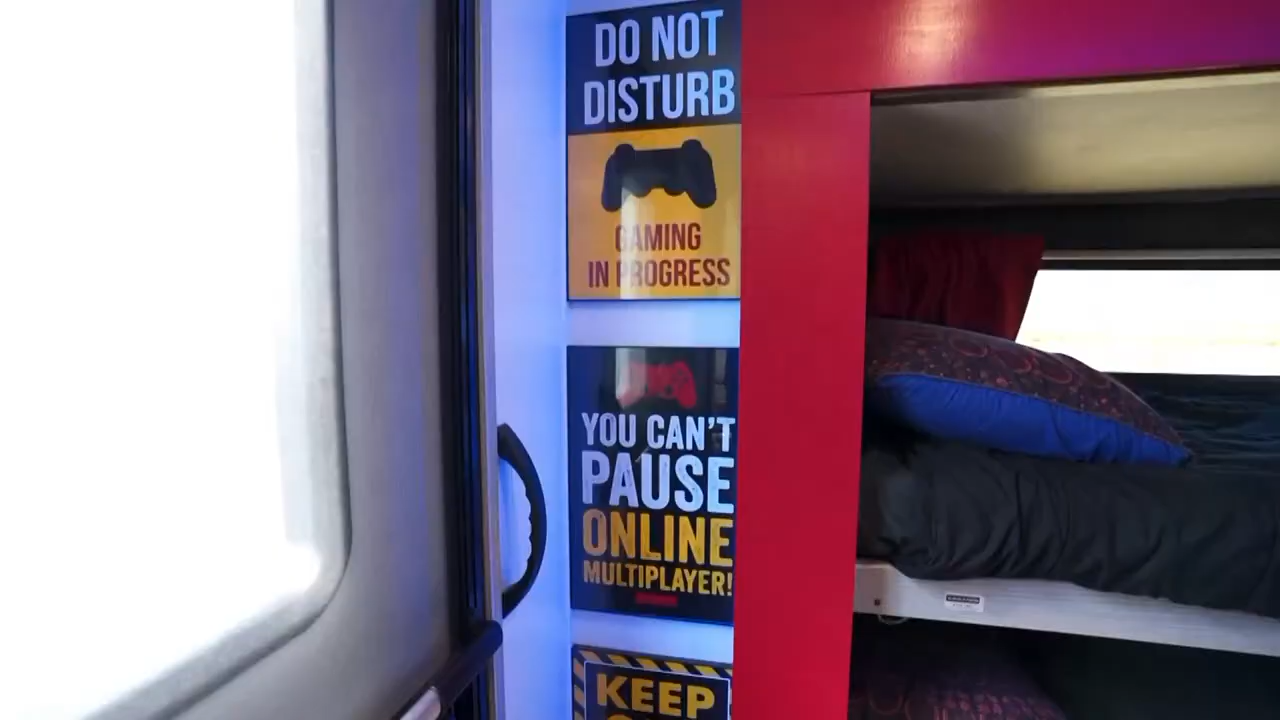 DO NOT
DISTURB
GAMING
IN PROGRESS
YOU CAN'T
PAUSE
ONLINE
MULTIPLAYER!
KEEP